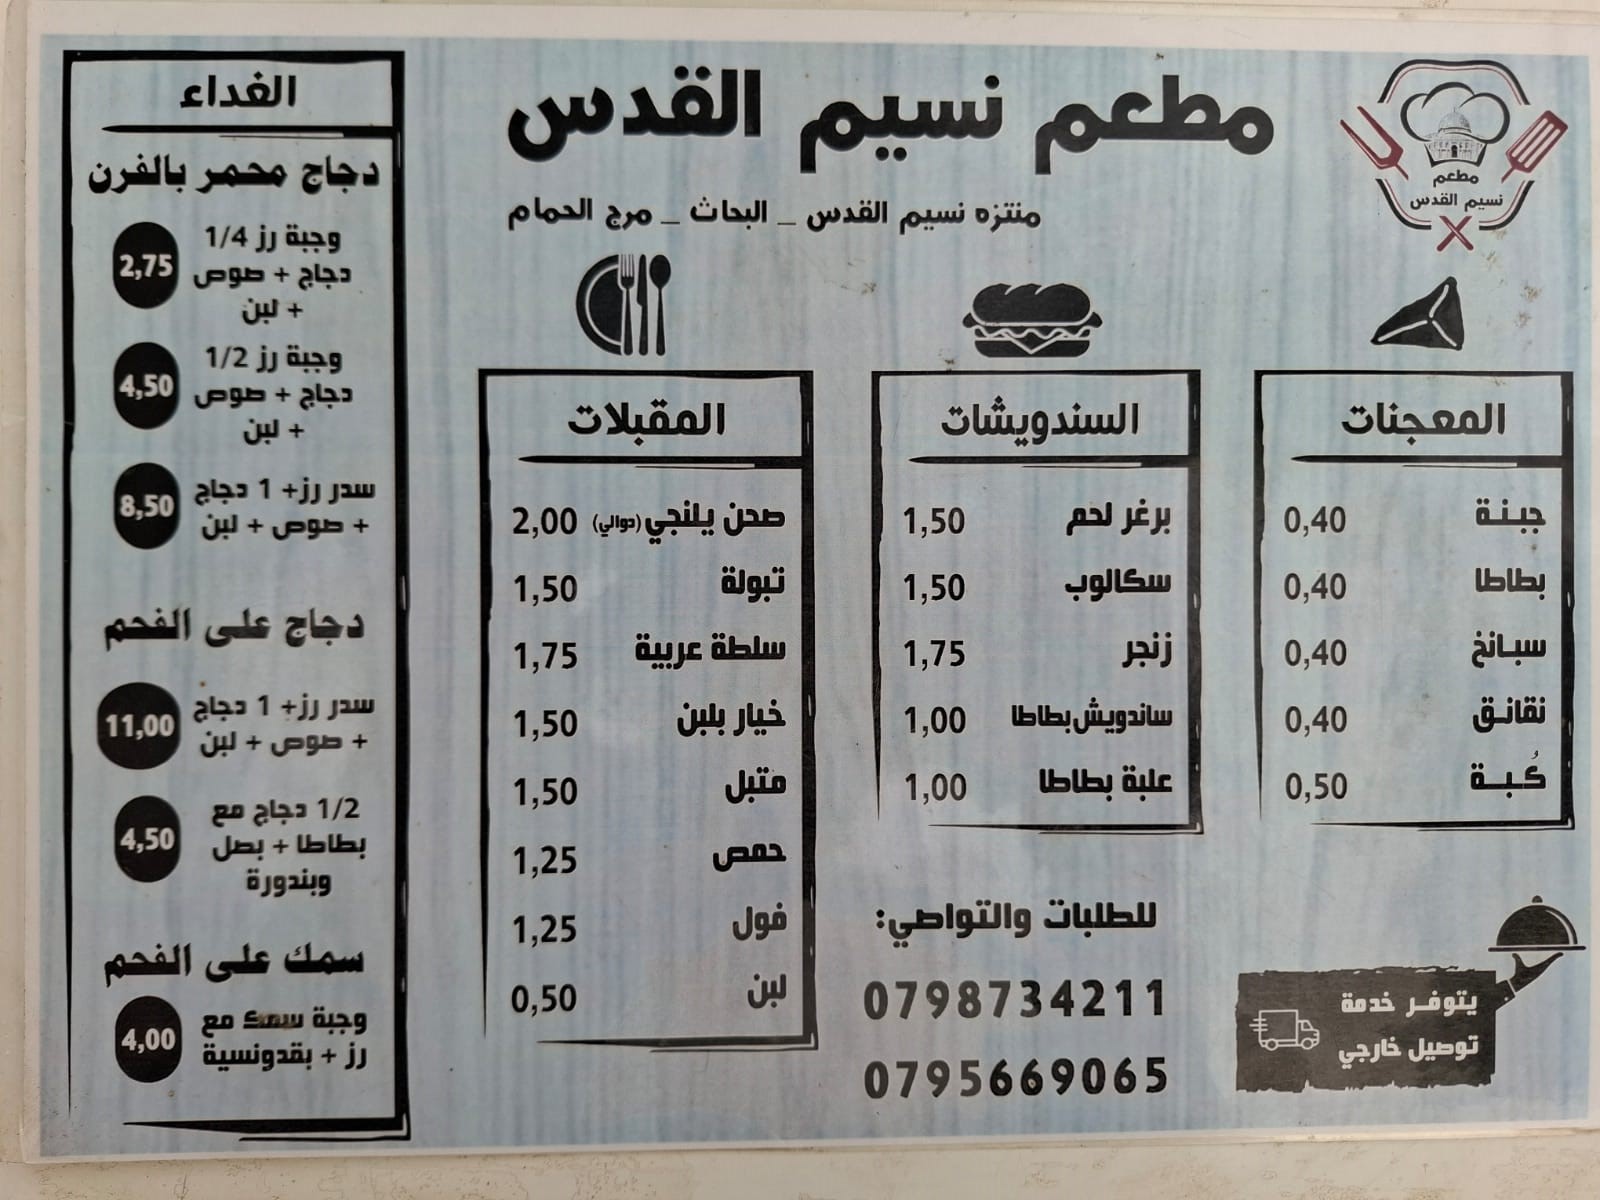 مطعم نسيم القدس
منتزه نسيم القدس _ البحاث _ مرج الحمام
مطعم
نسيم القدس
المعجنات
جبنة 0,40
بطاطا 0,40
سبانخ 0,40
نقانق 0,40
كُبة 0,50
السندويشات
برغر لحم 1,50
سكالوب 1,50
زنجر 1,75
ساندويش بطاطا 1,00
علبة بطاطا 1,00
المقبلات
صحن يلنجي (دوالي) 2,00
تبولة 1,50
سلطة عربية 1,75
خيار بلبن 1,50
متبل 1,50
حمص 1,25
فول 1,25
لبن 0,50
الغداء
دجاج محمر بالفرن
وجبة رز 1/4
دجاج + صوص 2,75
+ لبن
وجبة رز 1/2
دجاج + صوص 4,50
+ لبن
سدر رز+ 1 دجاج 8,50
+ صوص + لبن
دجاج على الفحم
سدر رز+ 1 دجاج 11,00
+ صوص + لبن
1/2 دجاج مع
بطاطا + بصل 4,50
وبندورة
سمك على الفحم
وجبة سمك مع 4,00
رز + بقدونسية
للطلبات والتواصي:
0798734211
0795669065
يتوفر خدمة
توصيل خارجي